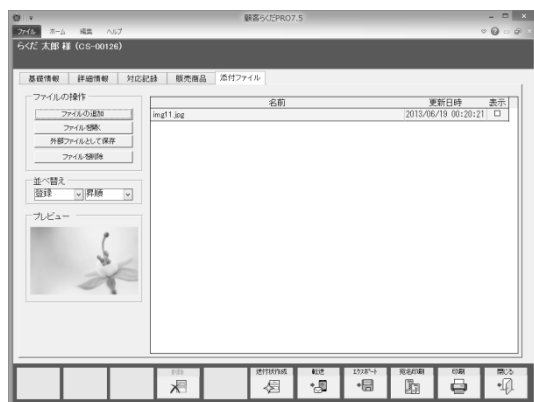 顧客らくだPRO7.5
ファイル ホーム 編集 ヘルプ
らくだ 太郎 様 (CS-00126)
基礎情報 詳細情報 対応記録 販売商品 添付ファイル
ファイルの操作
ファイルの追加
ファイルを開く
外部ファイルとして保存
ファイルを削除
並べ替え
登録 昇順
プレビュー
名前 更新日時 表示
img11.jpg 2013/06/19 00:20:21
削除 送付状作成 転送 エクスポート 宛名印刷 印刷 閉じる